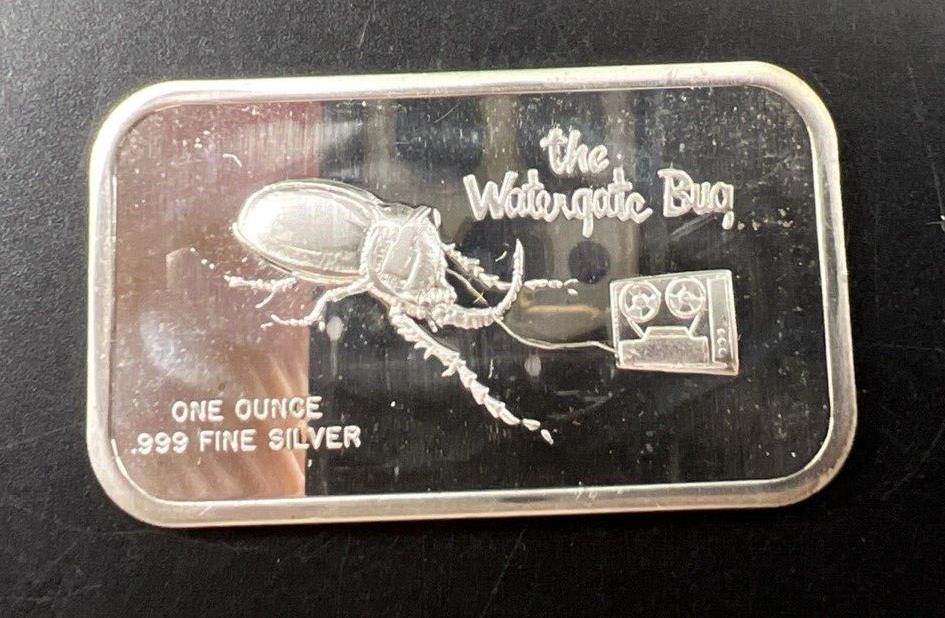 the
Watergate Bug
ONE OUNCE
.999 FINE SILVER